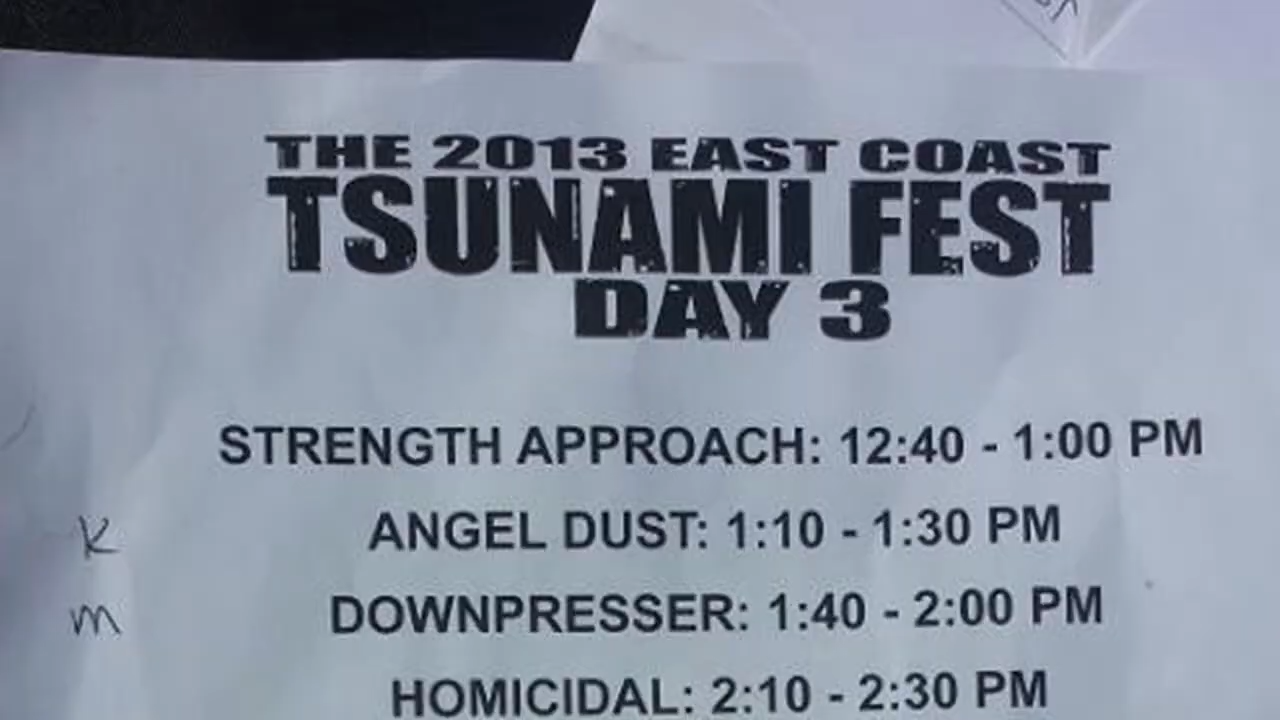 THE 2013 EAST COAST
TSUNAMI FEST
DAY 3
STRENGTH APPROACH: 12:40 - 1:00 PM
K ANGEL DUST: 1:10 - 1:30 PM
m DOWNPRESSER: 1:40 - 2:00 PM
HOMICIDAL: 2:10 - 2:30 PM